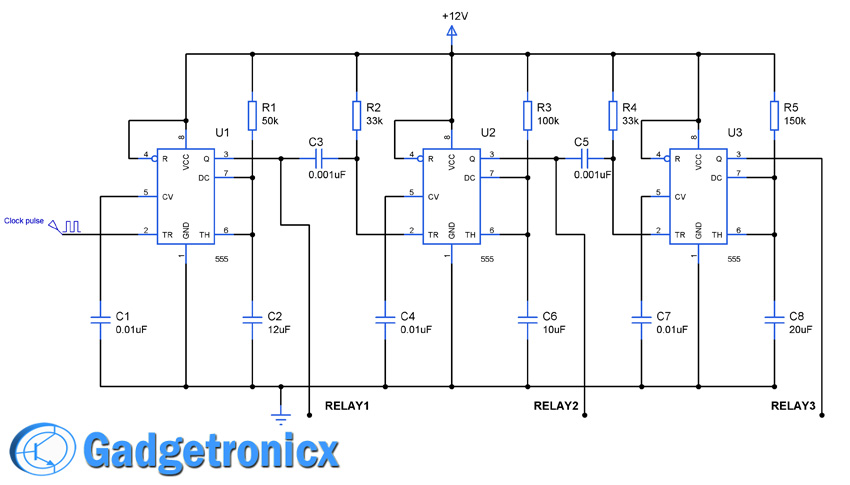 +12V
R1
50k
R2
33k
R3
100k
R4
33k
R5
150k
U1
U2
U3
C3
0.001uF
C5
0.001uF
4
R
8
VCC
Q
3
DC
7
5
CV
2
TR
GND
1
TH
6
555
4
R
8
VCC
Q
3
DC
7
5
CV
2
TR
GND
1
TH
6
555
4
R
8
VCC
Q
3
DC
7
5
CV
2
TR
GND
1
TH
6
555
Clock pulse
C1
0.01uF
C2
12uF
C4
0.01uF
C6
10uF
C7
0.01uF
C8
20uF
RELAY1
RELAY2
RELAY3
Gadgetronicx